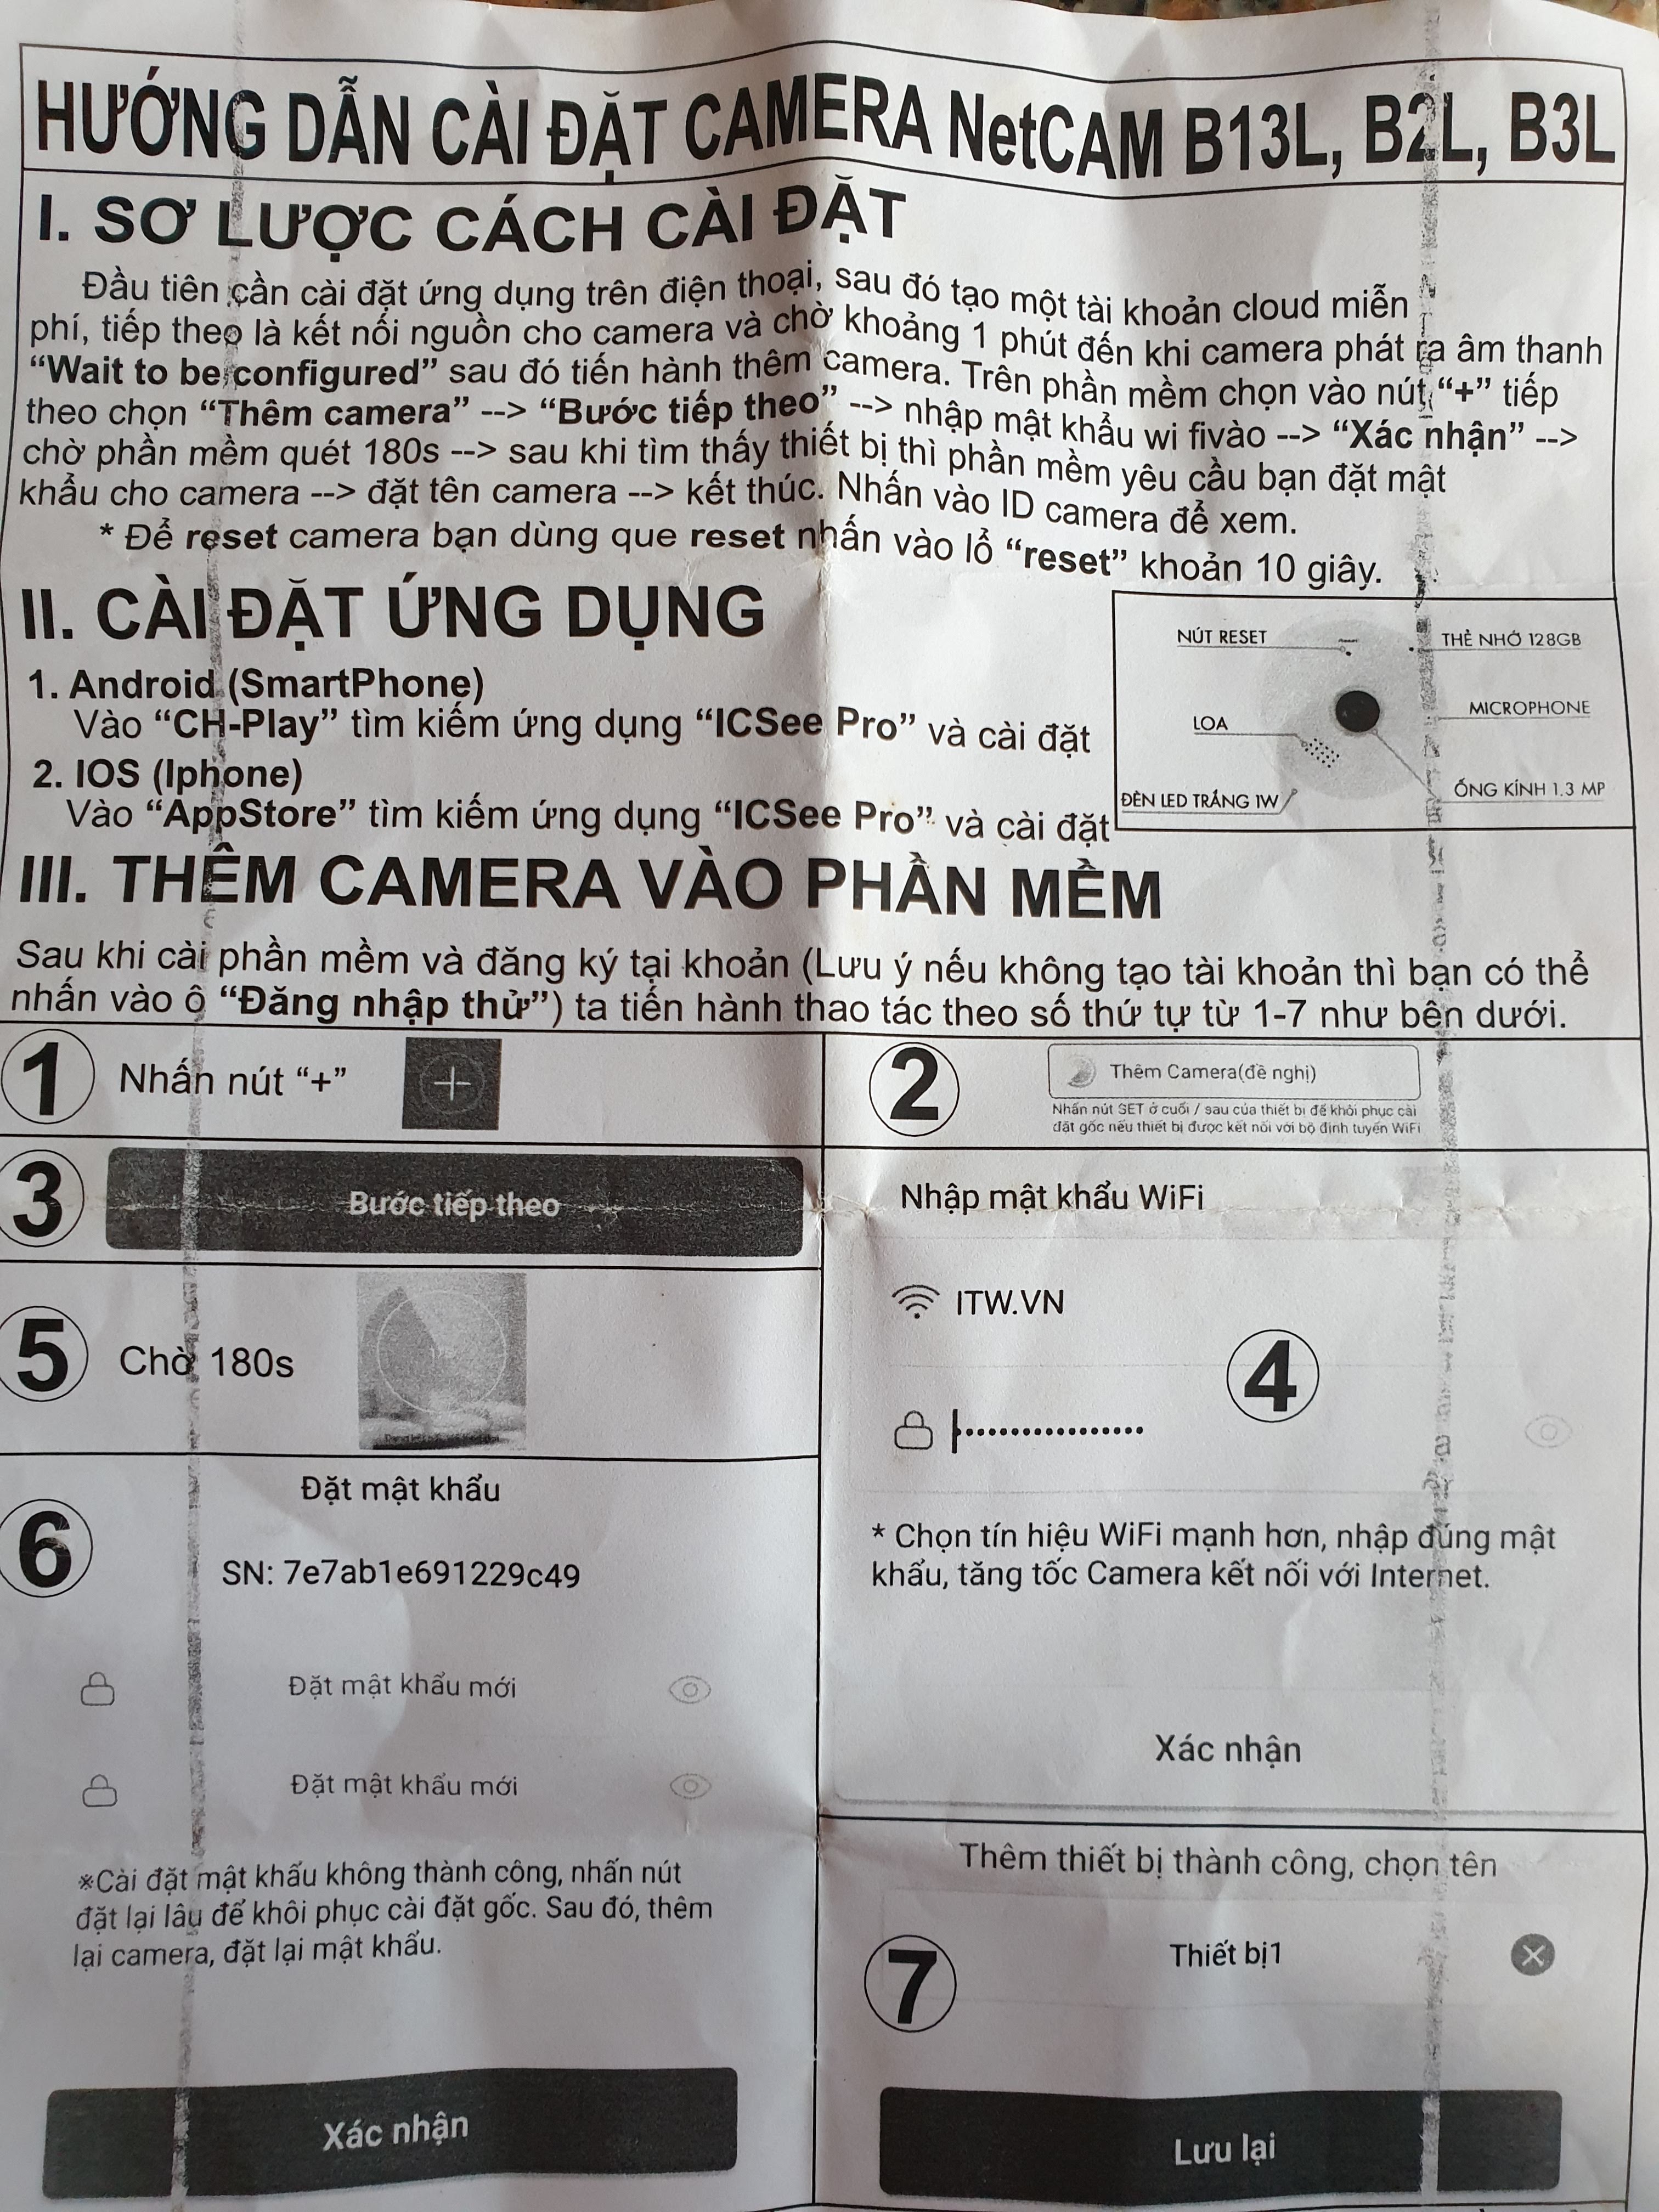 HƯỚNG DẪN CÀI ĐẶT CAMERA NetCAM B13L, B2L, B3L
I. SƠ LƯỢC CÁCH CÀI ĐẶT
Đầu tiên cần cài đặt ứng dụng trên điện thoại, sau đó tạo một tài khoản cloud miễn
phí, tiếp theo là kết nối nguồn cho camera và chờ khoảng 1 phút đến khi camera phát ra âm thanh
“Wait to be configured” sau đó tiến hành thêm camera. Trên phần mềm chọn vào nút “+” tiếp
theo chọn “Thêm camera” --> “Bước tiếp theo” --> nhập mật khẩu wi fivào --> “Xác nhận” -->
chờ phần mềm quét 180s --> sau khi tìm thấy thiết bị thì phần mềm yêu cầu bạn đặt mật
khẩu cho camera --> đặt tên camera --> kết thúc. Nhấn vào ID camera để xem.
* Để reset camera bạn dùng que reset nhấn vào lổ “reset” khoản 10 giây.
II. CÀI ĐẶT ỨNG DỤNG
1. Android (SmartPhone)
Vào “CH-Play” tìm kiếm ứng dụng “ICSee Pro” và cài đặt
2. IOS (Iphone)
Vào “AppStore” tìm kiếm ứng dụng “ICSee Pro” và cài đặt
NÚT RESET
THẺ NHỚ 128GB
MICROPHONE
LOA
ỐNG KÍNH 1.3 MP
ĐÈN LED TRẮNG 1W
III. THÊM CAMERA VÀO PHẦN MỀM
Sau khi cài phần mềm và đăng ký tại khoản (Lưu ý nếu không tạo tài khoản thì bạn có thể
nhấn vào ô “Đăng nhập thử”) ta tiến hành thao tác theo số thứ tự từ 1-7 như bên dưới.
1 Nhấn nút “+”
2 Thêm Camera(đề nghị)
Nhấn nút SET ở cuối / sau của thiết bị để khôi phục cài
đặt gốc nếu thiết bị được kết nối với bộ định tuyến WiFi
3 Bước tiếp theo
Nhập mật khẩu WiFi
ITW.VN
4
* Chọn tín hiệu WiFi mạnh hơn, nhập đúng mật
khẩu, tăng tốc Camera kết nối với Internet.
Xác nhận
5 Chờ 180s
6
Đặt mật khẩu
SN: 7e7ab1e691229c49
Đặt mật khẩu mới
Đặt mật khẩu mới
※Cài đặt mật khẩu không thành công, nhấn nút
đặt lại lâu để khôi phục cài đặt gốc. Sau đó, thêm
lại camera, đặt lại mật khẩu.
Xác nhận
Thêm thiết bị thành công, chọn tên
Thiết bị1
7
Lưu lại